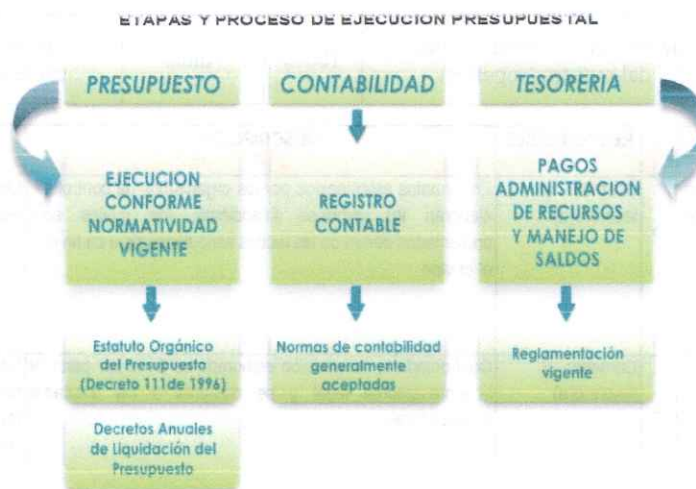 ETAPAS Y PROCESO DE EJECUCION PRESUPUESTAL
PRESUPUESTO
EJECUCION
CONFORME
NORMATIVIDAD
VIGENTE
Estatuto Orgánico
del Presupuesto
(Decreto 111de 1996)
Decretos Anuales
de Liquidación del
Presupuesto
CONTABILIDAD
REGISTRO
CONTABLE
Normas de contabilidad
generalmente
aceptadas
TESORERIA
PAGOS
ADMINISTRACION
DE RECURSOS
Y MANEJO DE
SALDOS
Reglamentación
vigente